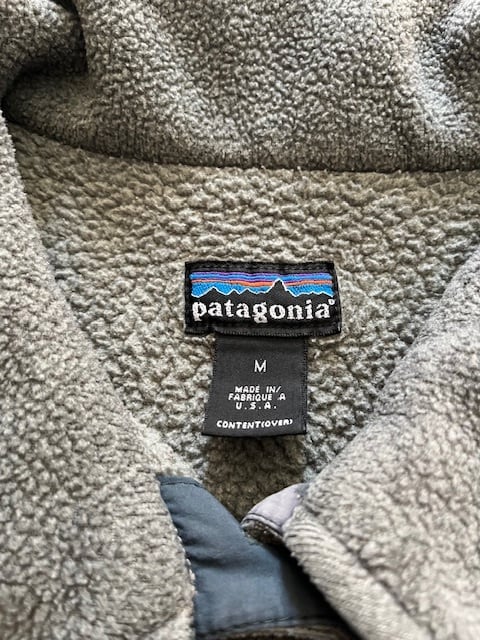 patagonia®
M
MADE IN/
FABRIQUE A
U.S.A.
CONTENT(OVER)